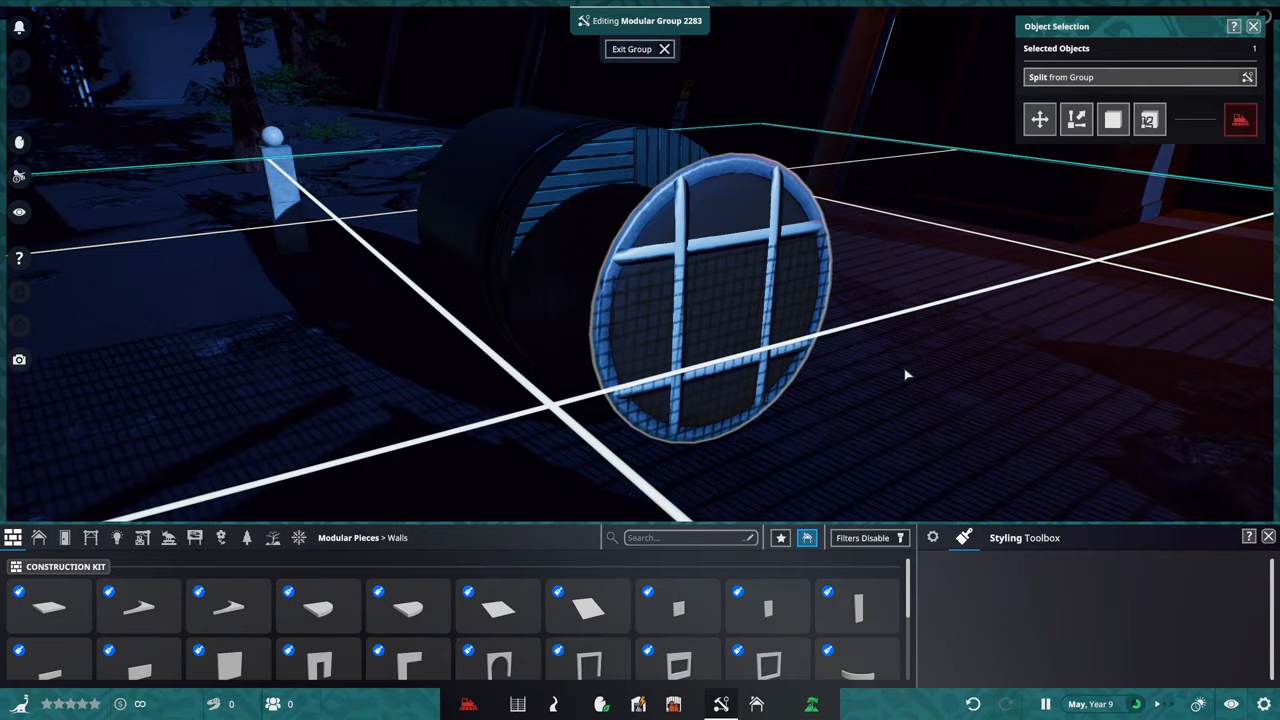 Editing Modular Group 2283
Exit Group
Object Selection
?
Selected Objects 1
Split from Group
?
Modular Pieces > Walls
Search...
Filters Disable
Styling Toolbox
?
CONSTRUCTION KIT
∞
0
0
May, Year 9